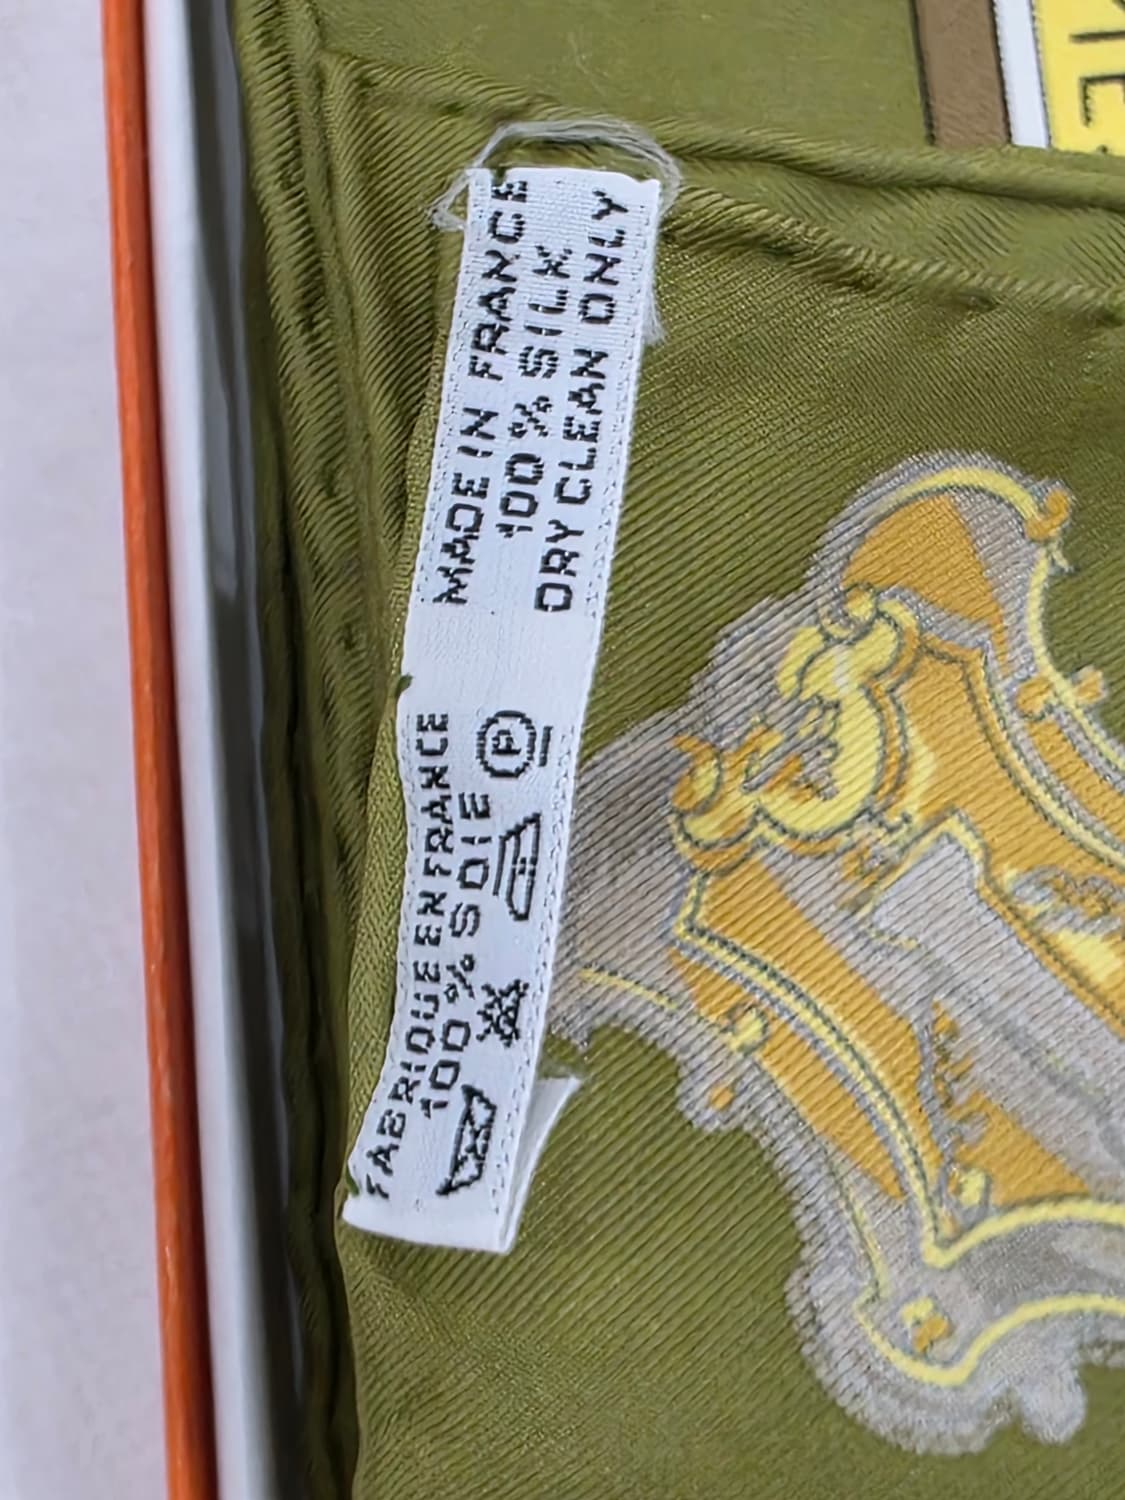 MADE IN FRANCE
100% SILK
DRY CLEAN ONLY
FABRIQUE EN FRANCE
100% SOIE
P